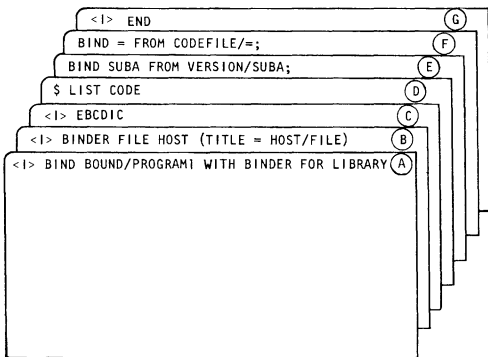 <I> END G
BIND = FROM CODEFILE/=; F
BIND SUBA FROM VERSION/SUBA; E
$ LIST CODE D
<I> EBCDIC C
<I> BINDER FILE HOST (TITLE = HOST/FILE) B
<I> BIND BOUND/PROGRAM1 WITH BINDER FOR LIBRARY A